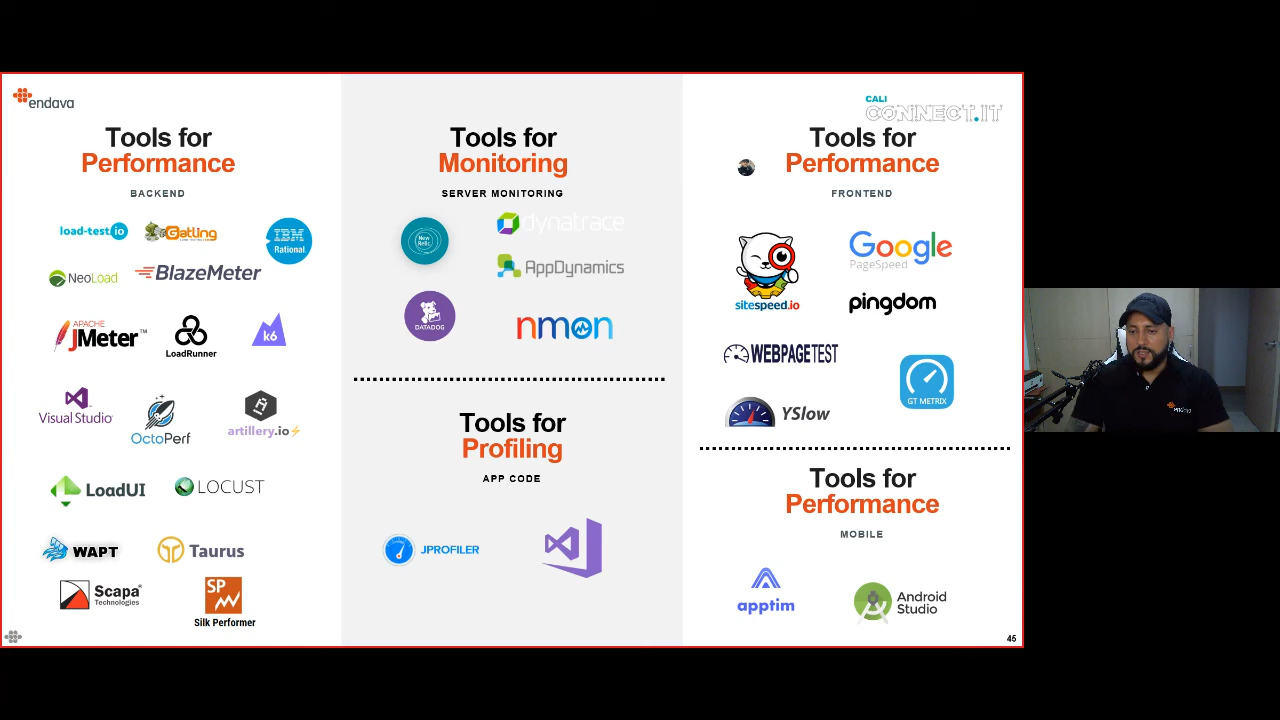 endava
Tools for
Performance
BACKEND
load-test.io
Gatling
IBM
Rational
NEOLOAD
BlazeMeter
APACHE
JMeter™
LoadRunner
k6
Visual Studio
OctoPerf
artillery.io
LoadUI
LOCUST
WAPT
Taurus
Scapa®
Technologies
SP
Silk Performer
Tools for
Monitoring
SERVER MONITORING
New
Relic
dynatrace
AppDynamics
DATADOG
nmon
Tools for
Profiling
APP CODE
JPROFILER
CALI
CONNECT.IT
Tools for
Performance
FRONTEND
sitespeed.io
Google
PageSpeed
pingdom
WEBPAGETEST
GT METRIX
YSlow
Tools for
Performance
MOBILE
apptim
Android
Studio
45